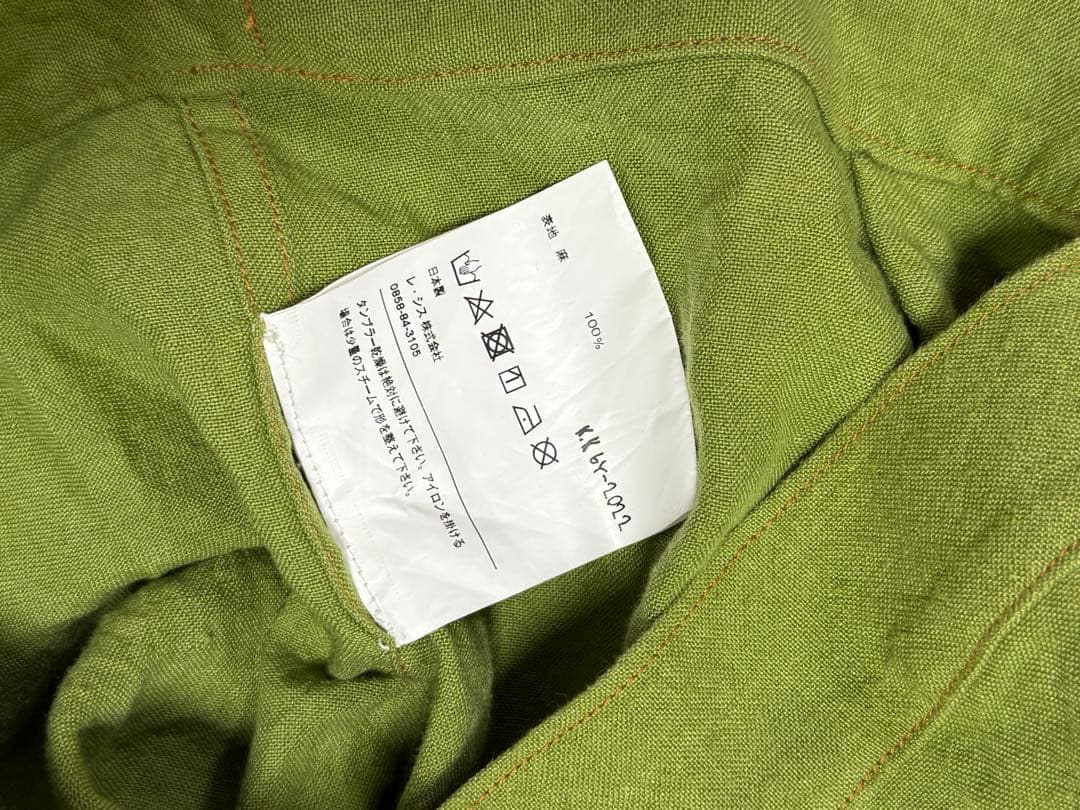 表地 麻 100%
K.K 6Y-2022
日本製
レ・シス 株式会社
0858-84-3105
タンブラー乾燥は絶対に避けて下さい。アイロンを掛ける
場合は少量のスチームで形を整えて下さい。